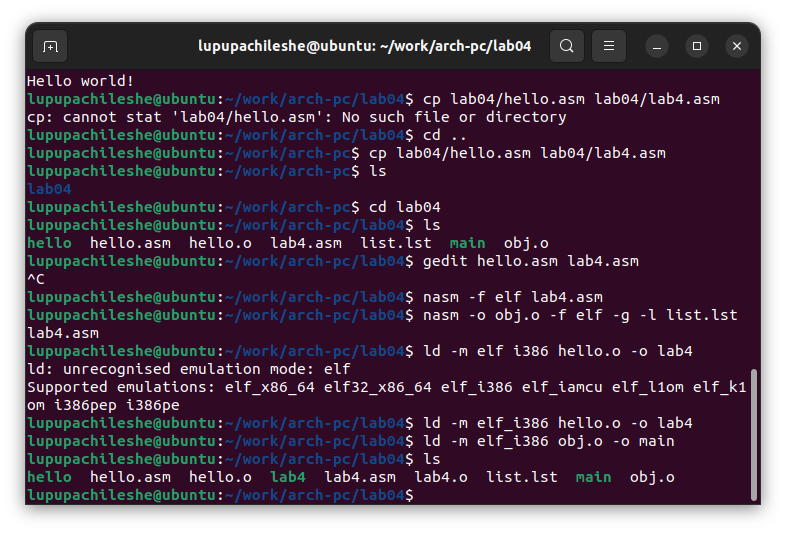 lupupachileshe@ubuntu: ~/work/arch-pc/lab04
Hello world!
lupupachileshe@ubuntu:~/work/arch-pc/lab04$ cp lab04/hello.asm lab04/lab4.asm
cp: cannot stat 'lab04/hello.asm': No such file or directory
lupupachileshe@ubuntu:~/work/arch-pc/lab04$ cd ..
lupupachileshe@ubuntu:~/work/arch-pc$ cp lab04/hello.asm lab04/lab4.asm
lupupachileshe@ubuntu:~/work/arch-pc$ ls
lab04
lupupachileshe@ubuntu:~/work/arch-pc$ cd lab04
lupupachileshe@ubuntu:~/work/arch-pc/lab04$ ls
hello  hello.asm  hello.o  lab4.asm  list.lst  main  obj.o
lupupachileshe@ubuntu:~/work/arch-pc/lab04$ gedit hello.asm lab4.asm
^C
lupupachileshe@ubuntu:~/work/arch-pc/lab04$ nasm -f elf lab4.asm
lupupachileshe@ubuntu:~/work/arch-pc/lab04$ nasm -o obj.o -f elf -g -l list.lst
lab4.asm
lupupachileshe@ubuntu:~/work/arch-pc/lab04$ ld -m elf i386 hello.o -o lab4
ld: unrecognised emulation mode: elf
Supported emulations: elf_x86_64 elf32_x86_64 elf_i386 elf_iamcu elf_l1om elf_k1
om i386pep i386pe
lupupachileshe@ubuntu:~/work/arch-pc/lab04$ ld -m elf_i386 hello.o -o lab4
lupupachileshe@ubuntu:~/work/arch-pc/lab04$ ld -m elf_i386 obj.o -o main
lupupachileshe@ubuntu:~/work/arch-pc/lab04$ ls
hello  hello.asm  hello.o  lab4  lab4.asm  lab4.o  list.lst  main  obj.o
lupupachileshe@ubuntu:~/work/arch-pc/lab04$